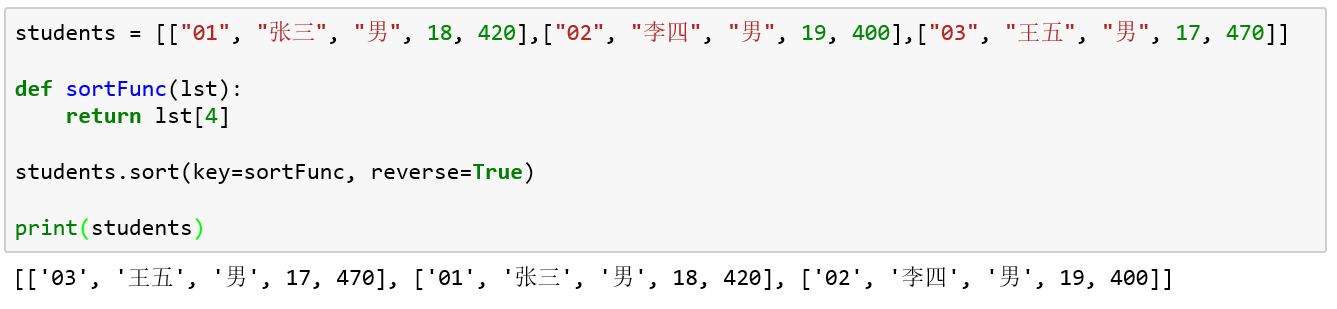 students = [["01", "张三", "男", 18, 420],["02", "李四", "男", 19, 400],["03", "王五", "男", 17, 470]]
def sortFunc(lst):
    return lst[4]
students.sort(key=sortFunc, reverse=True)
print(students)
[['03', '王五', '男', 17, 470], ['01', '张三', '男', 18, 420], ['02', '李四', '男', 19, 400]]